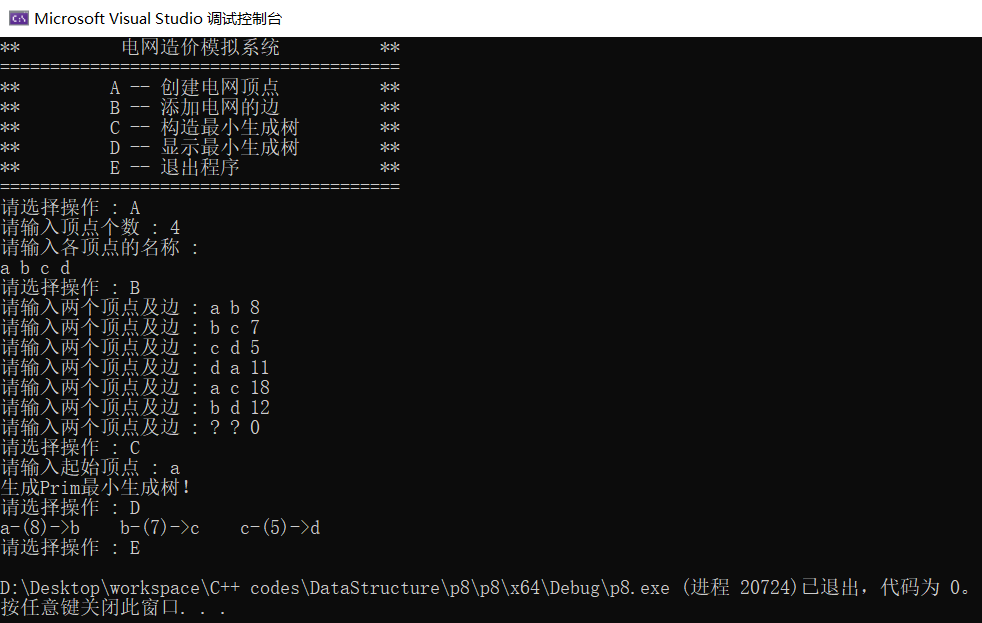 Microsoft Visual Studio 调试控制台
**          电网造价模拟系统          **
========================================
**         A -- 创建电网顶点          **
**         B -- 添加电网的边          **
**         C -- 构造最小生成树        **
**         D -- 显示最小生成树        **
**         E -- 退出程序              **
========================================
请选择操作 : A
请输入顶点个数 : 4
请输入各顶点的名称 :
a b c d
请选择操作 : B
请输入两个顶点及边 : a b 8
请输入两个顶点及边 : b c 7
请输入两个顶点及边 : c d 5
请输入两个顶点及边 : d a 11
请输入两个顶点及边 : a c 18
请输入两个顶点及边 : b d 12
请输入两个顶点及边 : ? ? 0
请选择操作 : C
请输入起始顶点 : a
生成Prim最小生成树!
请选择操作 : D
a-(8)->b    b-(7)->c    c-(5)->d
请选择操作 : E
D:\Desktop\workspace\C++ codes\DataStructure\p8\p8\x64\Debug\p8.exe (进程 20724)已退出，代码为 0。
按任意键关闭此窗口. . .